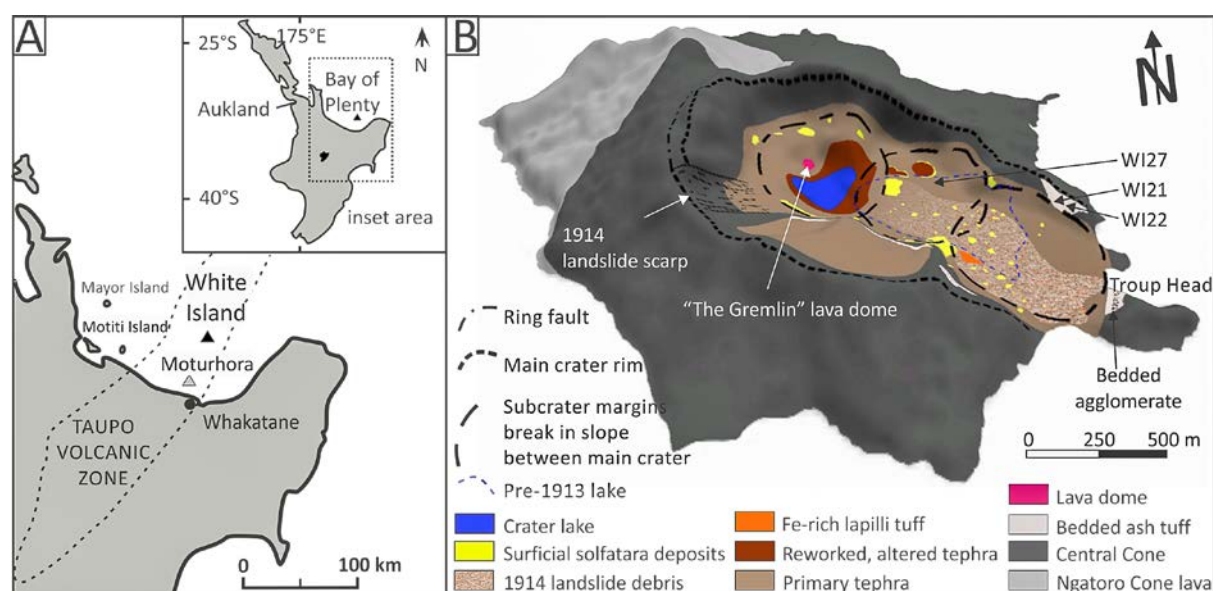 A
25°S
175°E
N
Aukland
Bay of
Plenty
40°S
inset area
Mayor Island
Motiti Island
White
Island
Moturhora
Whakatane
TAUPO
VOLCANIC
ZONE
0
100 km
B
N
WI27
WI21
WI22
1914
landslide scarp
"The Gremlin" lava dome
Troup Head
Bedded
agglomerate
0 250 500 m
Ring fault
Main crater rim
Subcrater margins
break in slope
between main crater
Pre-1913 lake
Crater lake
Surficial solfatara deposits
1914 landslide debris
Fe-rich lapilli tuff
Reworked, altered tephra
Primary tephra
Lava dome
Bedded ash tuff
Central Cone
Ngatoro Cone lava